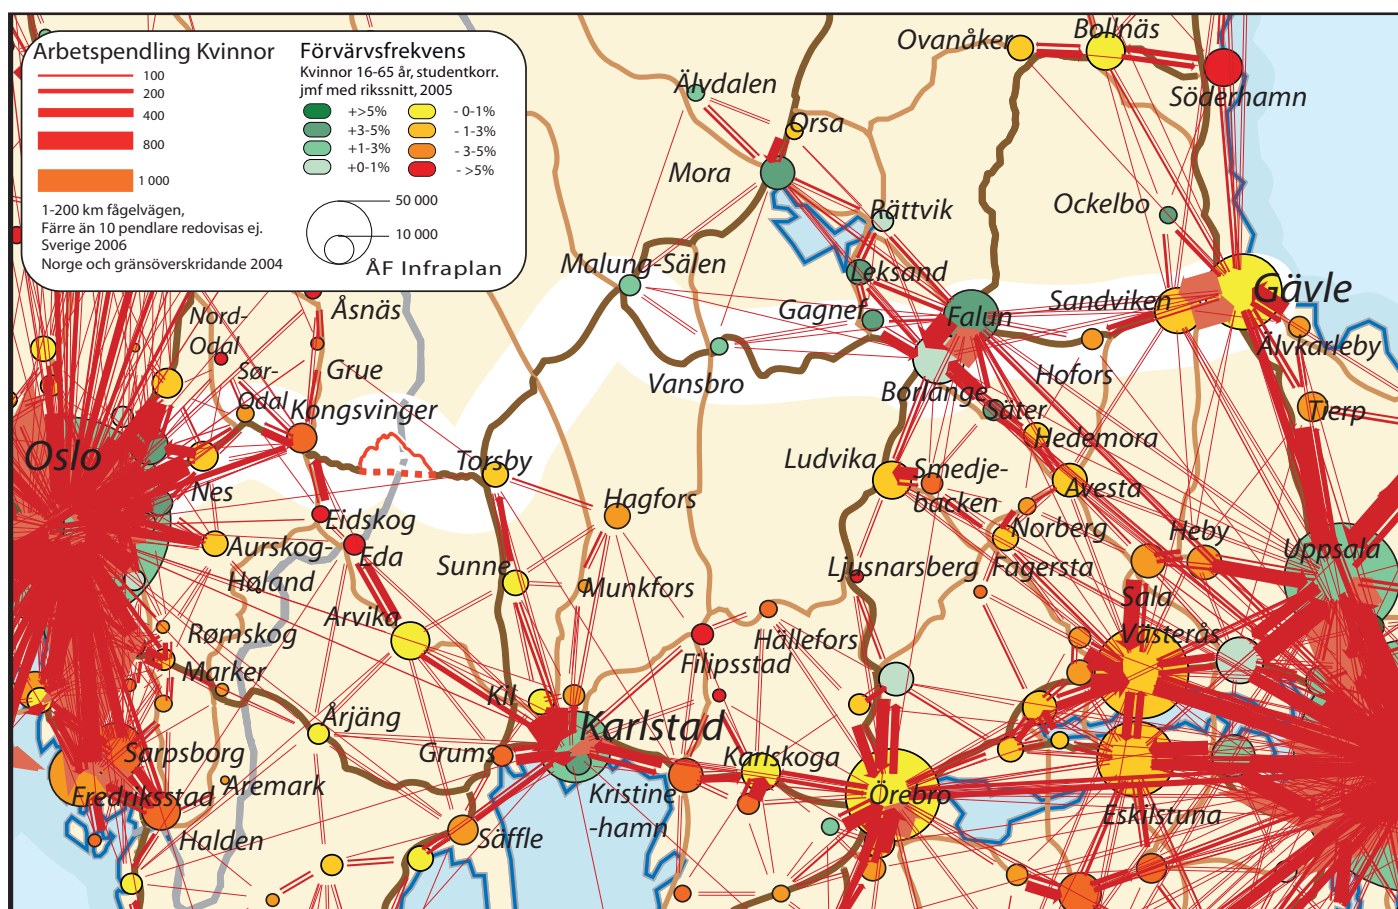 Arbetspendling Kvinnor
100
200
400
800
1 000
1-200 km fågelvägen,
Färre än 10 pendlare redovisas ej.
Sverige 2006
Norge och gränsöverskridande 2004
Förvärvsfrekvens
Kvinnor 16-65 år, studentkorr.
jmf med rikssnitt, 2005
+>5%
- 0-1%
+3-5%
- 1-3%
+1-3%
- 3-5%
+0-1%
- >5%
50 000
10 000
ÅF Infraplan
Ovanåker
Bollnäs
Söderhamn
Älvdalen
Orsa
Mora
Rättvik
Ockelbo
Malung-Sälen
Leksand
Gagnef
Falun
Sandviken
Gävle
Älvkarleby
Åsnäs
Nord-
Odal
Grue
Sør-
Odal
Kongsvinger
Vansbro
Borlänge
Hofors
Säter
Tierp
Hedemora
Oslo
Nes
Torsby
Ludvika
Smedje-
backen
Avesta
Hagfors
Eidskog
Norberg
Heby
Uppsala
Aurskog-
Høland
Eda
Sunne
Munkfors
Ljusnarsberg
Fagersta
Sala
Arvika
Rømskog
Marker
Hällefors
Västerås
Filipsstad
Kil
Årjäng
Karlstad
Sarpsborg
Grums
Karlskoga
Aremark
Fredriksstad
Kristine
-hamn
Örebro
Eskilstuna
Halden
Säffle